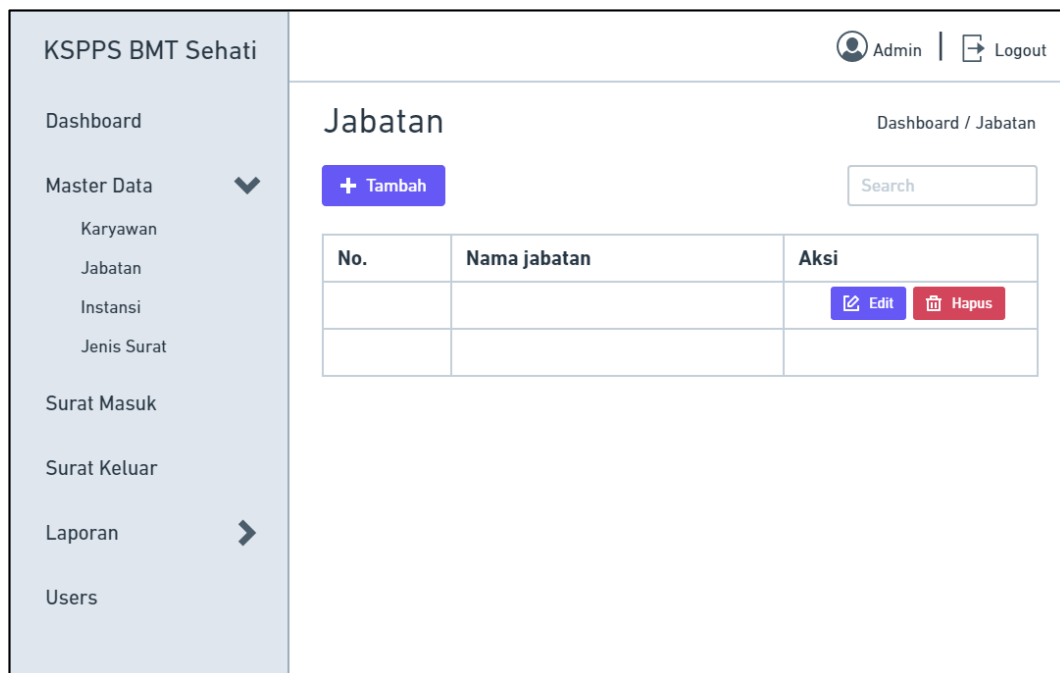 KSPPS BMT Sehati
Admin
Logout
Dashboard
Master Data
Karyawan
Jabatan
Instansi
Jenis Surat
Surat Masuk
Surat Keluar
Laporan
Users
Jabatan
Dashboard / Jabatan
Tambah
Search
No. Nama jabatan Aksi
Edit Hapus